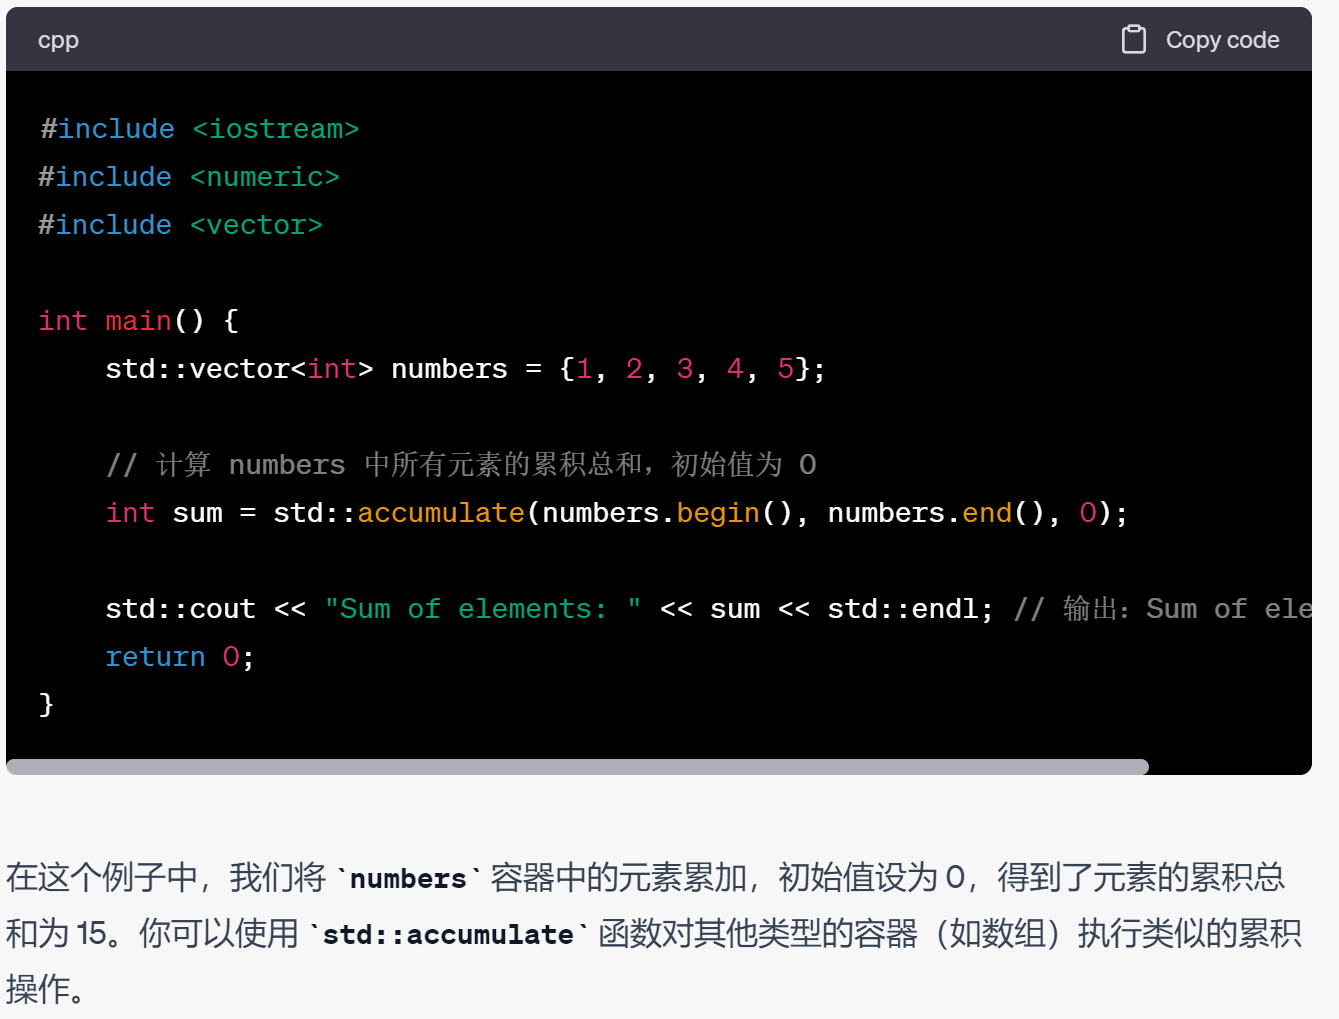 cpp Copy code
#include <iostream>
#include <numeric>
#include <vector>
int main() {
    std::vector<int> numbers = {1, 2, 3, 4, 5};
    // 计算 numbers 中所有元素的累积总和，初始值为 0
    int sum = std::accumulate(numbers.begin(), numbers.end(), 0);
    std::cout << "Sum of elements: " << sum << std::endl; // 输出：Sum of ele
    return 0;
}
在这个例子中，我们将 `numbers` 容器中的元素累加，初始值设为 0，得到了元素的累积总
和为 15。你可以使用 `std::accumulate` 函数对其他类型的容器（如数组）执行类似的累积
操作。